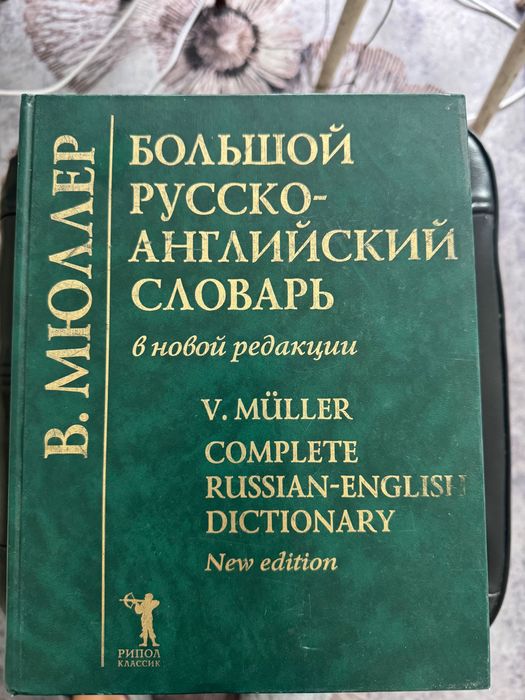 В. МЮЛЛЕР
БОЛЬШОЙ
РУССКО-
АНГЛИЙСКИЙ
СЛОВАРЬ
в новой редакции
V. MÜLLER
COMPLETE
RUSSIAN-ENGLISH
DICTIONARY
New edition
РИПОЛ
КЛАССИК